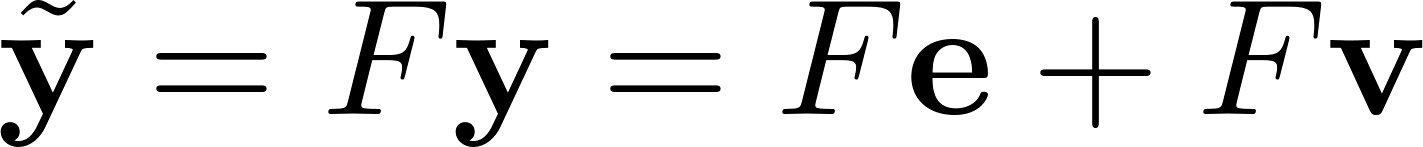 ỹ = Fy = Fe + Fv